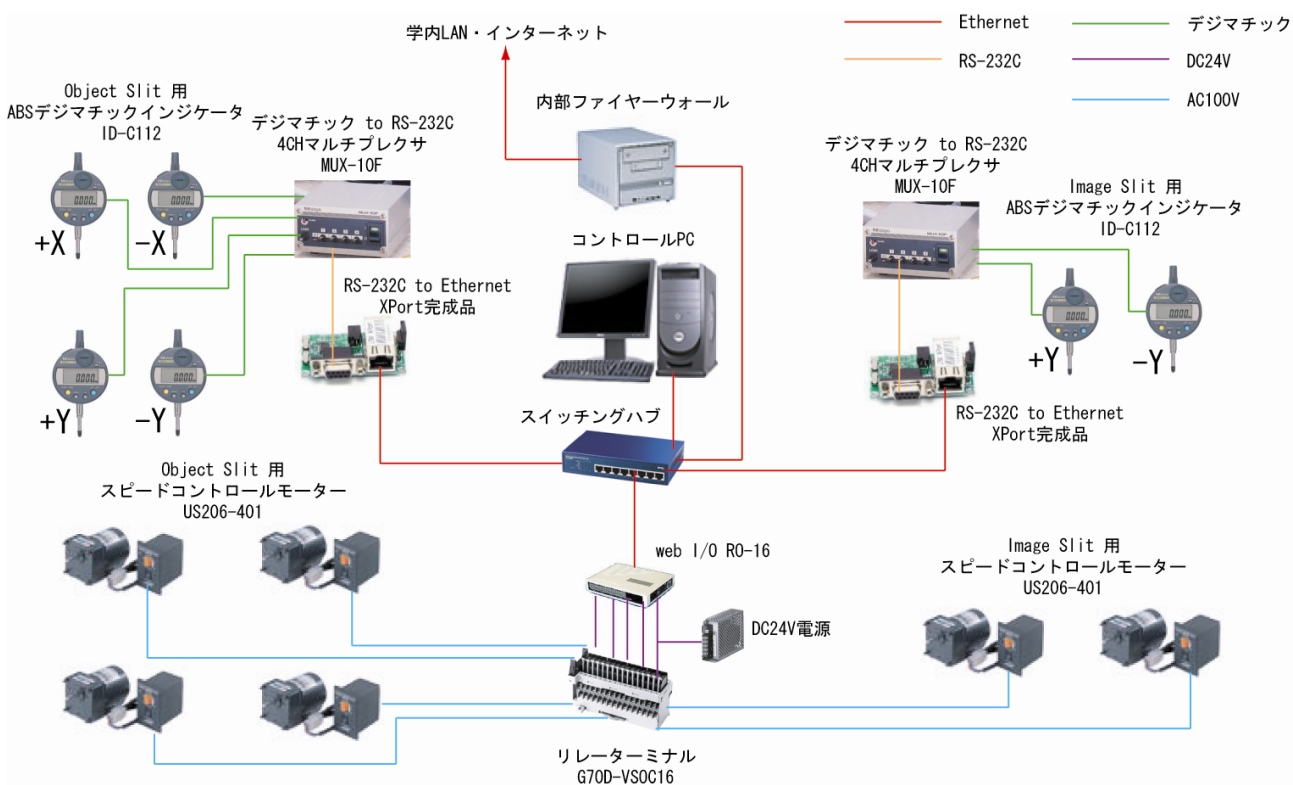 学内LAN・インターネット
Ethernet
デジマチック
RS-232C
DC24V
AC100V
Object Slit 用
ABSデジマチックインジケータ
ID-C112
デジマチック to RS-232C
4CHマルチプレクサ
MUX-10F
内部ファイヤーウォール
デジマチック to RS-232C
4CHマルチプレクサ
MUX-10F
Image Slit 用
ABSデジマチックインジケータ
ID-C112
+X
-X
コントロールPC
RS-232C to Ethernet
XPort完成品
+Y
-Y
+Y
-Y
スイッチングハブ
RS-232C to Ethernet
XPort完成品
Object Slit 用
スピードコントロールモーター
US206-401
web I/O RO-16
Image Slit 用
スピードコントロールモーター
US206-401
DC24V電源
リレーターミナル
G70D-VSOC16